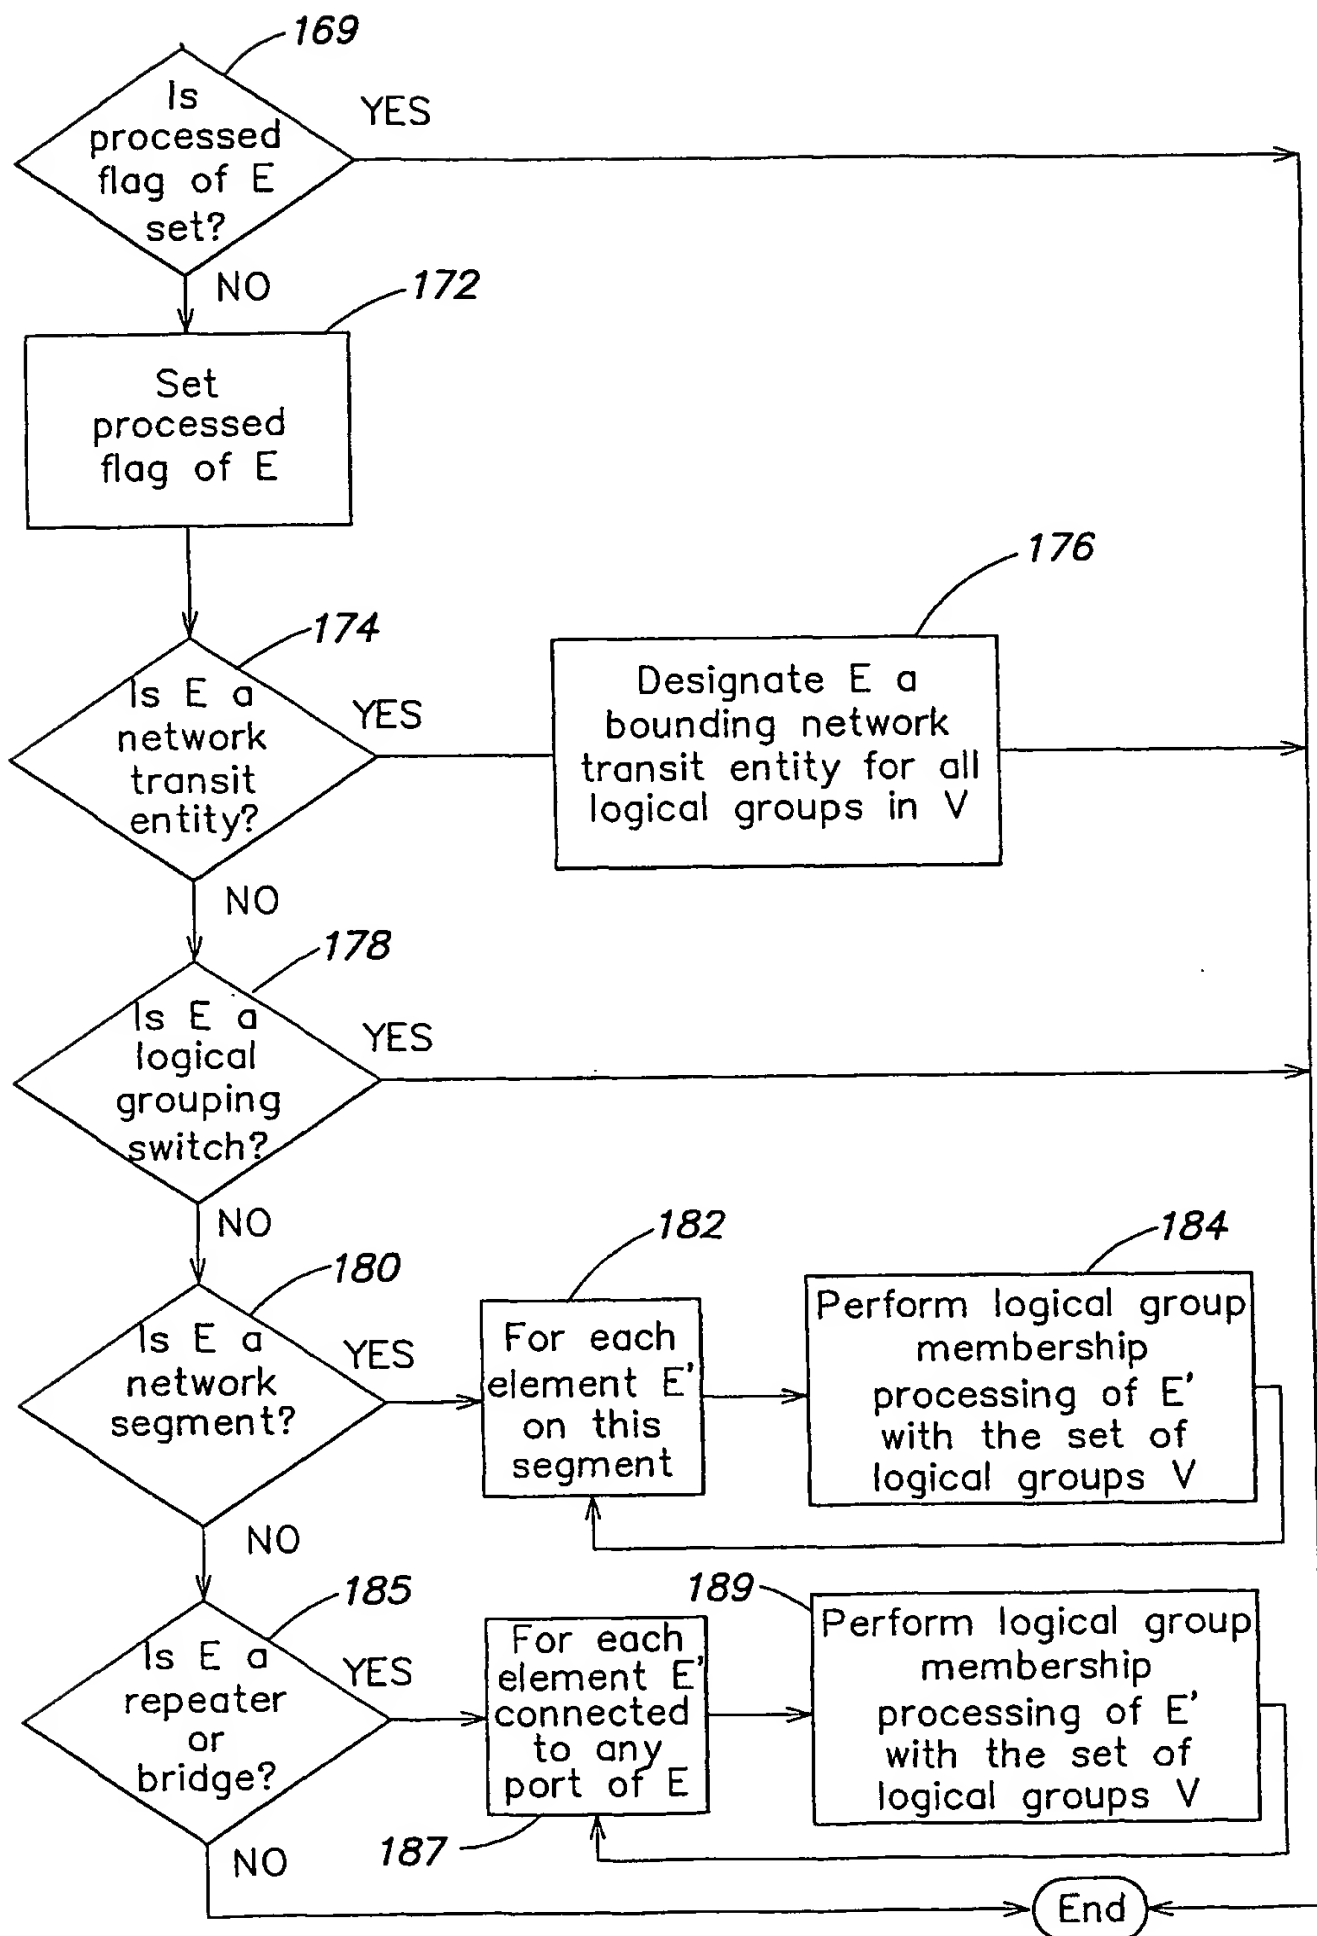 169
Is
processed
flag of E
set?
YES
NO
172
Set
processed
flag of E
174
Is E a
network
transit
entity?
YES
176
Designate E a
bounding network
transit entity for all
logical groups in V
NO
178
Is E a
logical
grouping
switch?
YES
NO
180
Is E a
network
segment?
YES
182
For each
element E'
on this
segment
184
Perform logical group
membership
processing of E'
with the set of
logical groups V
NO
185
Is E a
repeater
or
bridge?
YES
For each
element E'
connected
to any
port of E
187
189
Perform logical group
membership
processing of E'
with the set of
logical groups V
NO
End